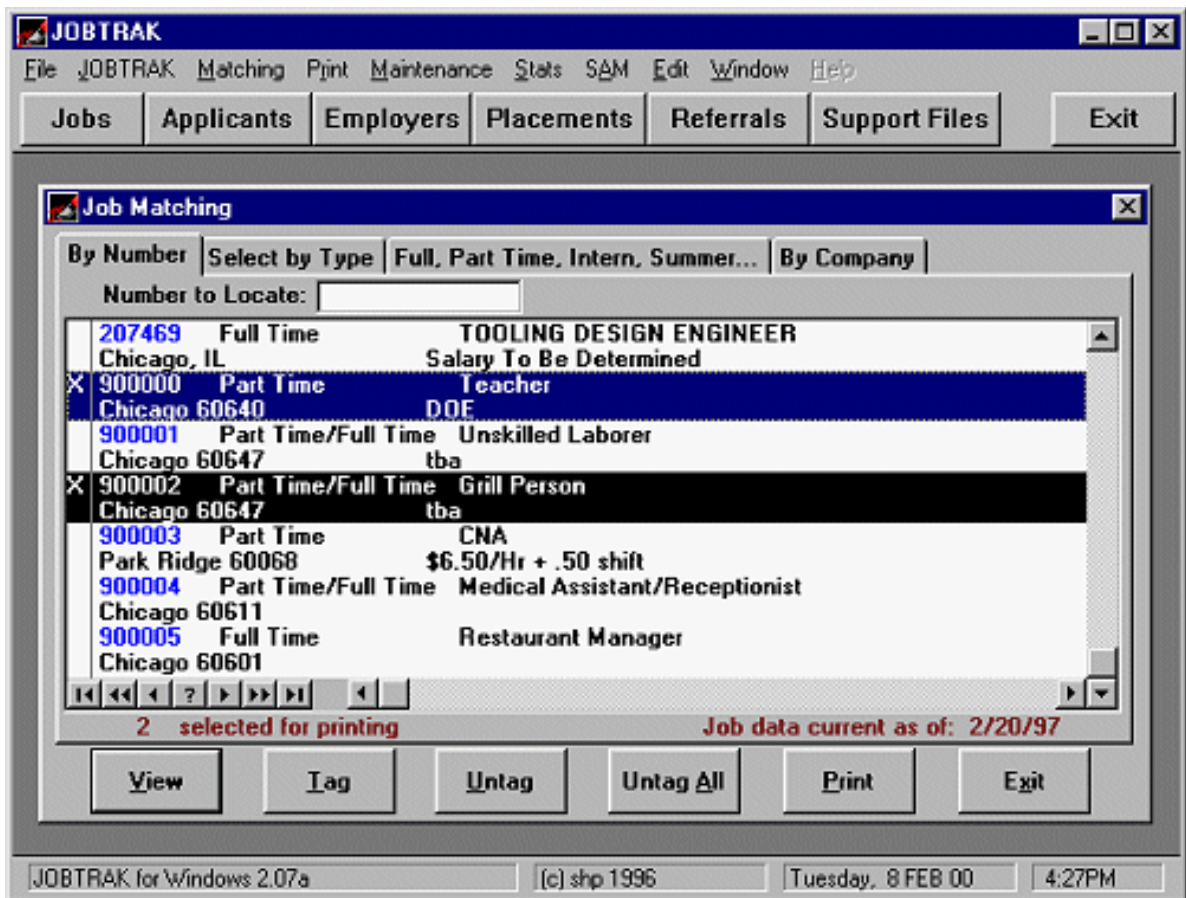 JOBTRAK
File JOBTRAK Matching Print Maintenance Stats SAM Edit Window Help
Jobs Applicants Employers Placements Referrals Support Files Exit
Job Matching
By Number Select by Type Full, Part Time, Intern, Summer... By Company
Number to Locate:
207469 Full Time TOOLING DESIGN ENGINEER
Chicago, IL Salary To Be Determined
X 900000 Part Time Teacher
Chicago 60640 DOE
900001 Part Time/Full Time Unskilled Laborer
Chicago 60647 tba
X 900002 Part Time/Full Time Grill Person
Chicago 60647 tba
900003 Part Time CNA
Park Ridge 60068 $6.50/Hr + .50 shift
900004 Part Time/Full Time Medical Assistant/Receptionist
Chicago 60611
900005 Full Time Restaurant Manager
Chicago 60601
?
2 selected for printing Job data current as of: 2/20/97
View Tag Untag Untag All Print Exit
JOBTRAK for Windows 2.07a (c) shp 1996 Tuesday, 8 FEB 00 4:27PM